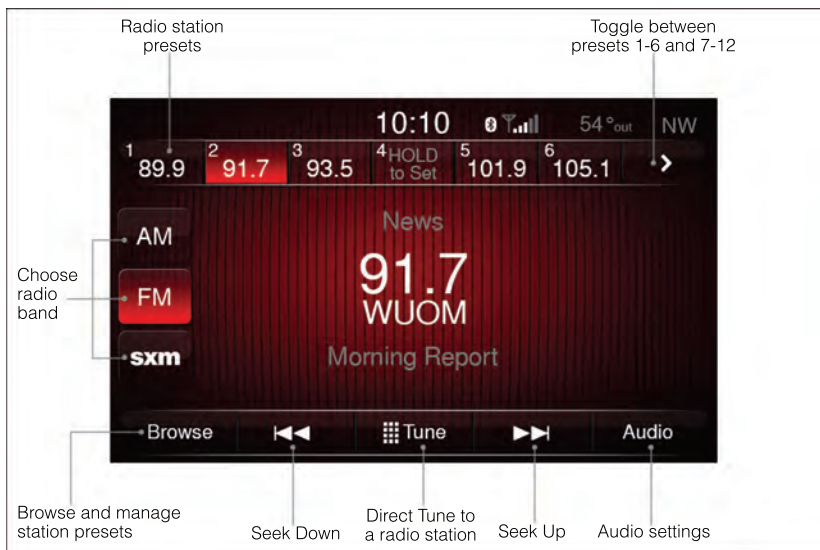 Radio station
presets
Toggle between
presets 1-6 and 7-12
10:10 54°out NW
1 89.9 2 91.7 3 93.5 4 HOLD to Set 5 101.9 6 105.1
AM
News
Choose
radio
band
FM
91.7
WUOM
sxm
Morning Report
Browse Tune Audio
Browse and manage
station presets
Seek Down
Direct Tune to
a radio station
Seek Up
Audio settings